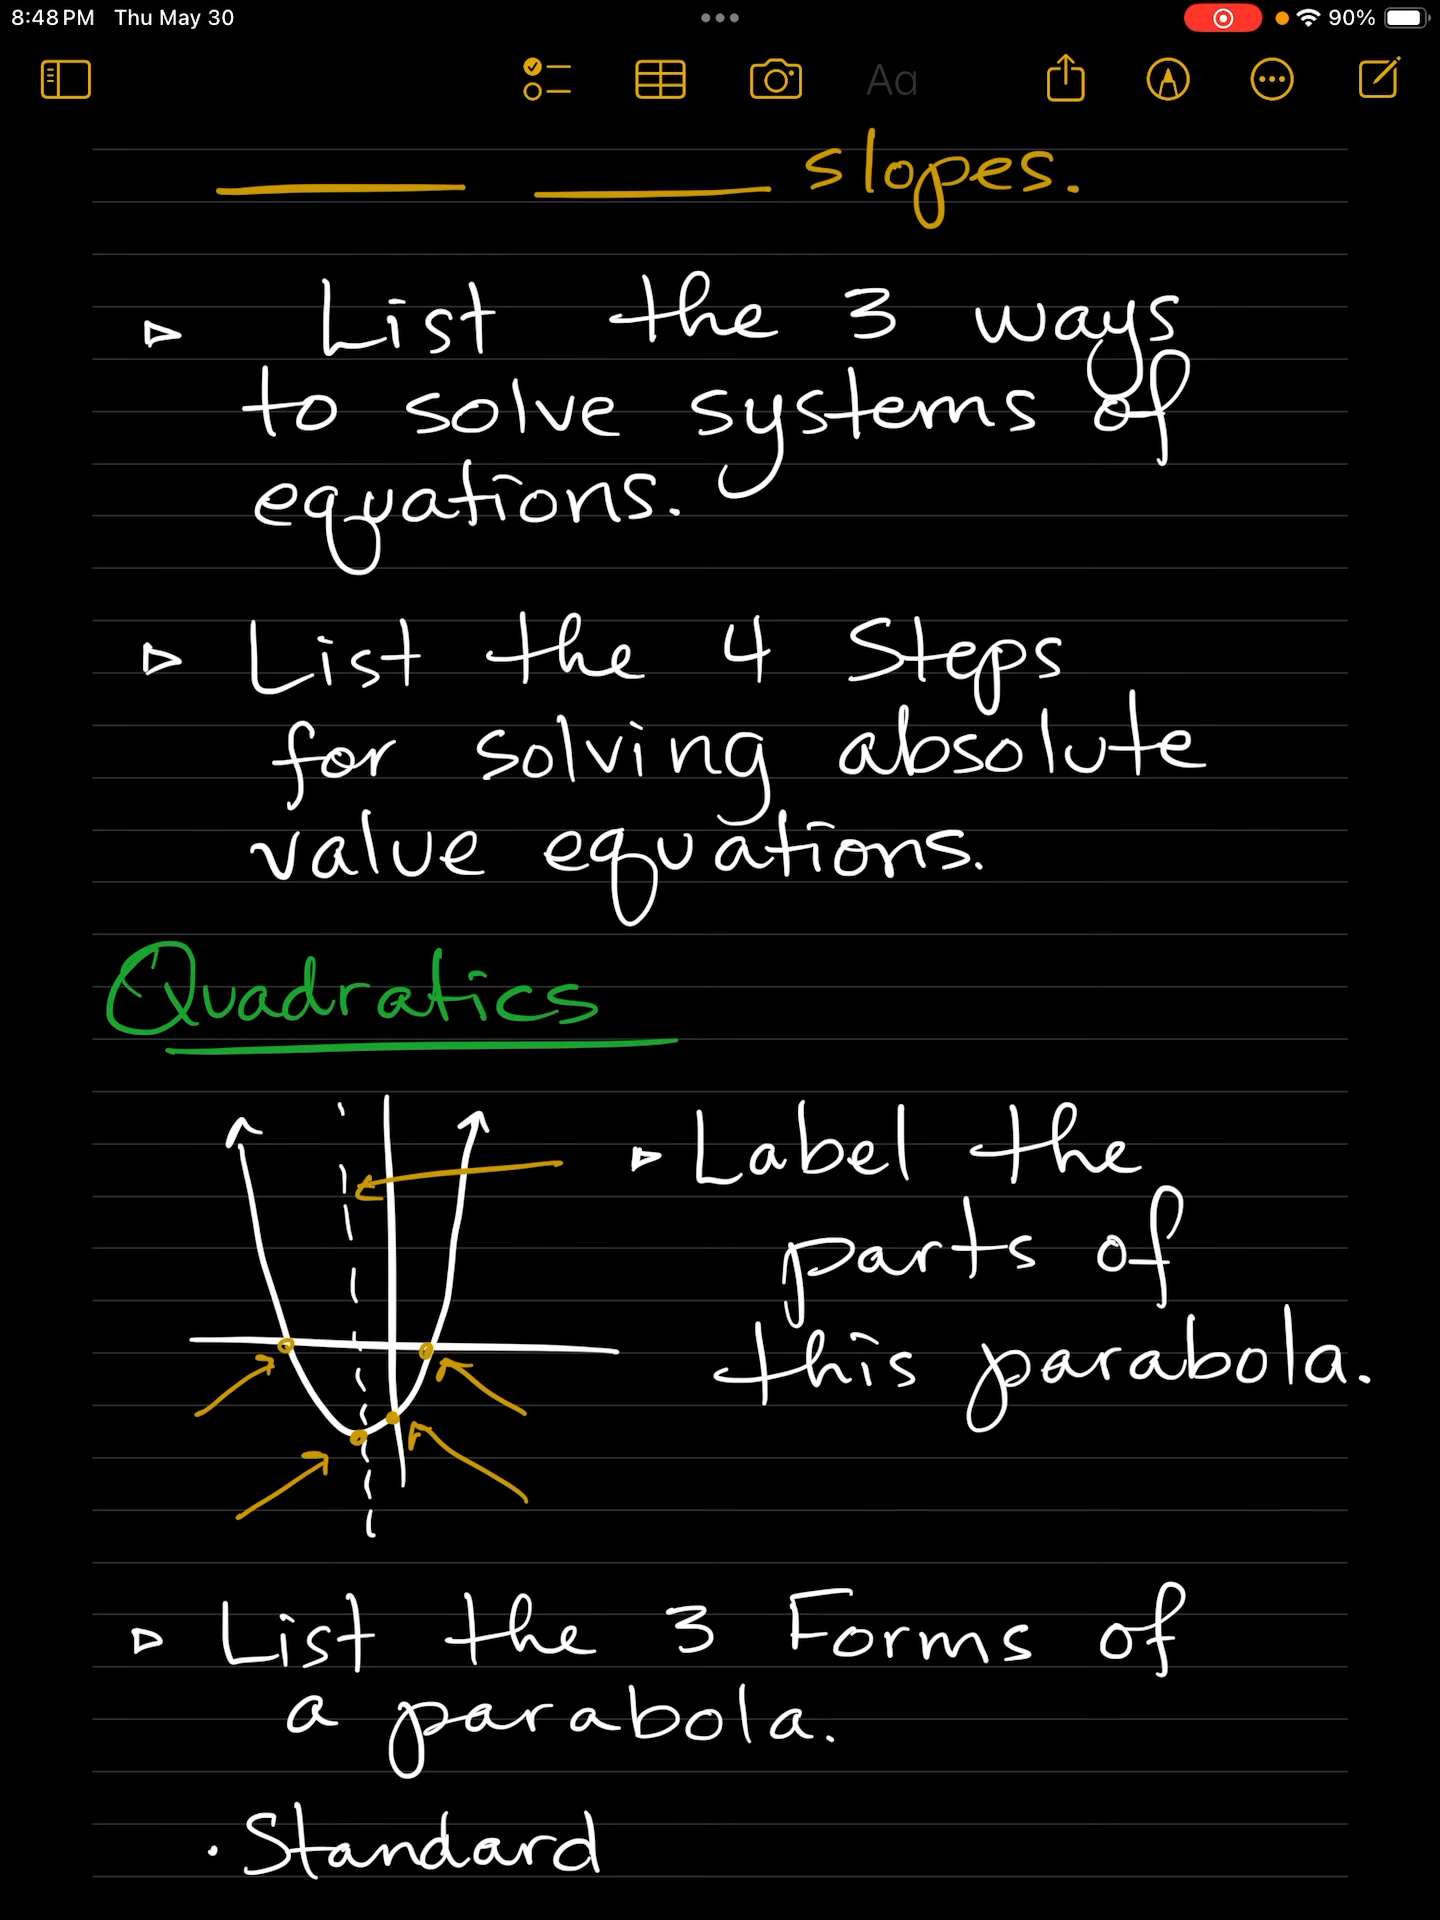 8:48 PM Thu May 30
90%
Aa
slopes.
List the 3 ways
to solve systems of
equations.
List the 4 Steps
for solving absolute
value equations.
Quadratics
Label the
parts of
this parabola.
List the 3 Forms of
a parabola.
· Standard